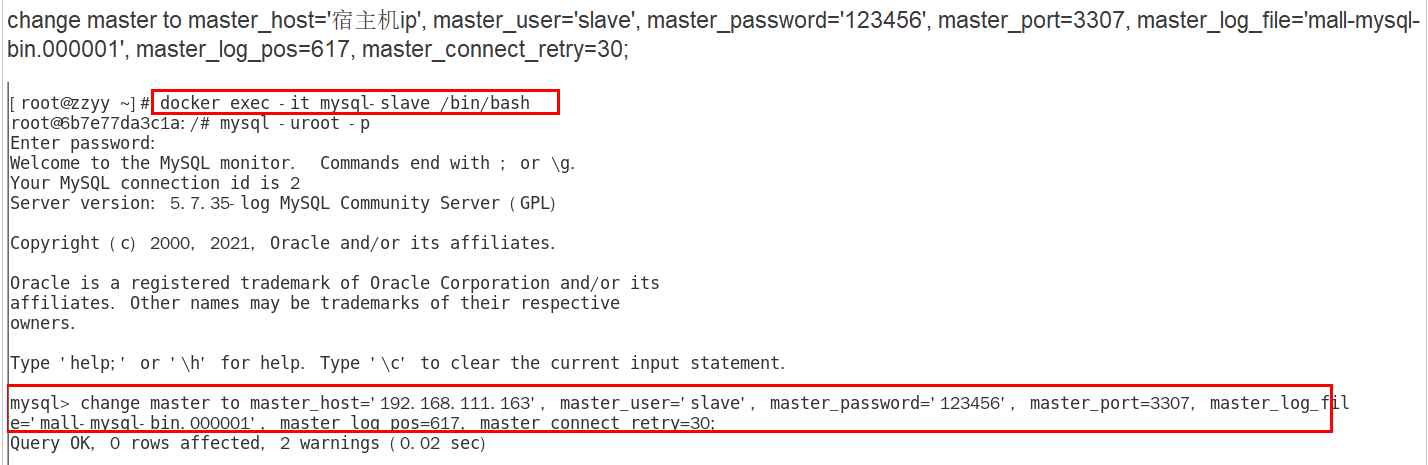 change master to master_host='宿主机ip', master_user='slave', master_password='123456', master_port=3307, master_log_file='mall-mysql-
bin.000001', master_log_pos=617, master_connect_retry=30;
[root@zzyy ~]# docker exec -it mysql-slave /bin/bash
root@6b7e77da3c1a:/# mysql -uroot -p
Enter password:
Welcome to the MySQL monitor.  Commands end with ; or \g.
Your MySQL connection id is 2
Server version: 5.7.35-log MySQL Community Server (GPL)
Copyright (c) 2000, 2021, Oracle and/or its affiliates.
Oracle is a registered trademark of Oracle Corporation and/or its
affiliates. Other names may be trademarks of their respective
owners.
Type 'help;' or '\h' for help. Type '\c' to clear the current input statement.
mysql> change master to master_host='192.168.111.163', master_user='slave', master_password='123456', master_port=3307, master_log_fil
e='mall-mysql-bin.000001', master_log_pos=617, master_connect_retry=30;
Query OK, 0 rows affected, 2 warnings (0.02 sec)